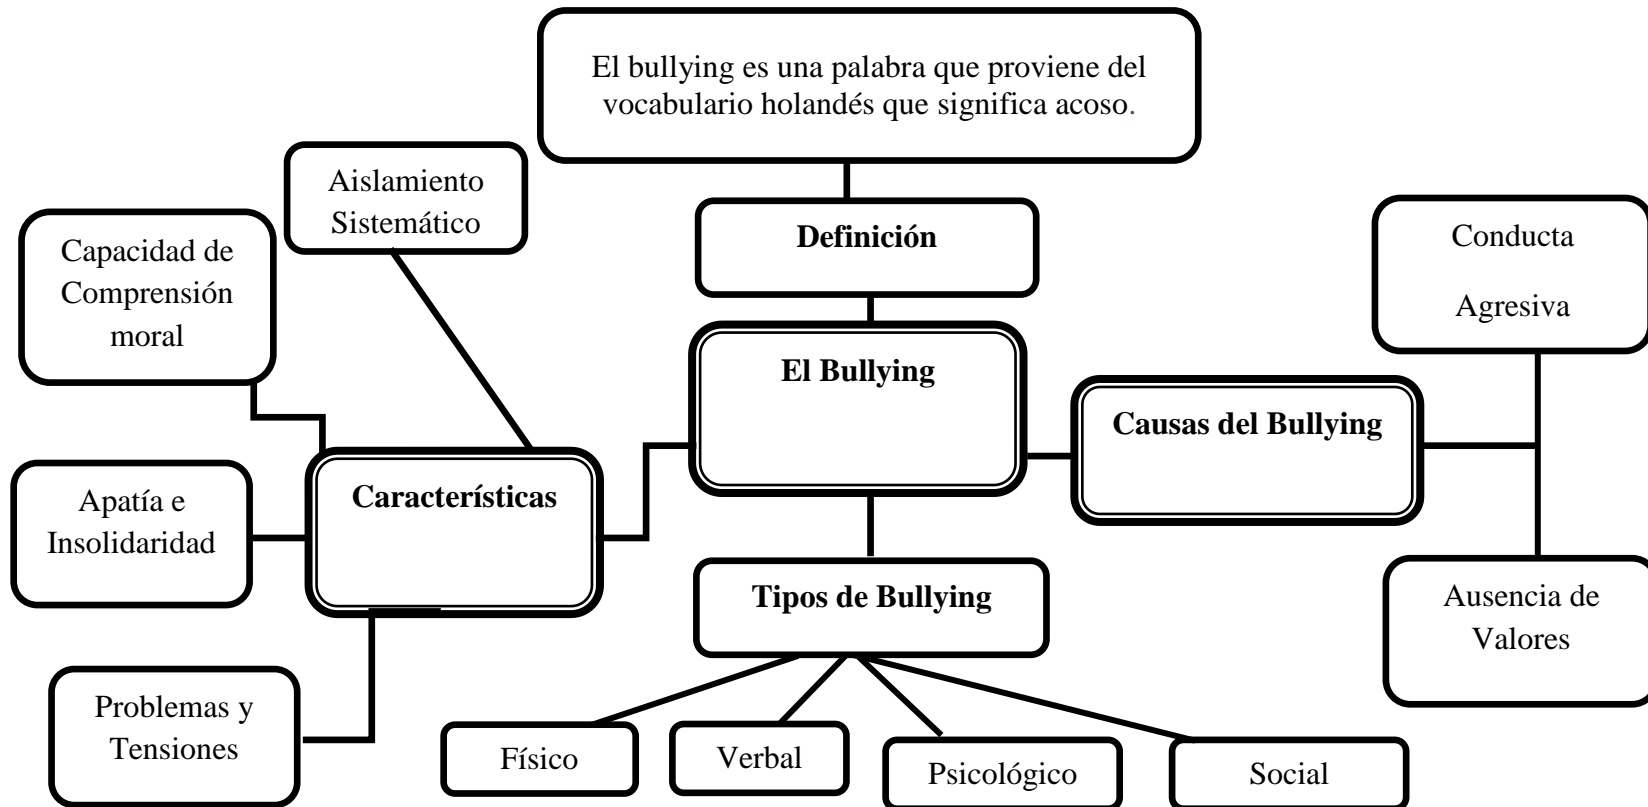 El bullying es una palabra que proviene del
vocabulario holandés que significa acoso.
Definición
El Bullying
Características
Aislamiento
Sistemático
Capacidad de
Comprensión
moral
Apatía e
Insolidaridad
Problemas y
Tensiones
Causas del Bullying
Conducta
Agresiva
Ausencia de
Valores
Tipos de Bullying
Físico
Verbal
Psicológico
Social